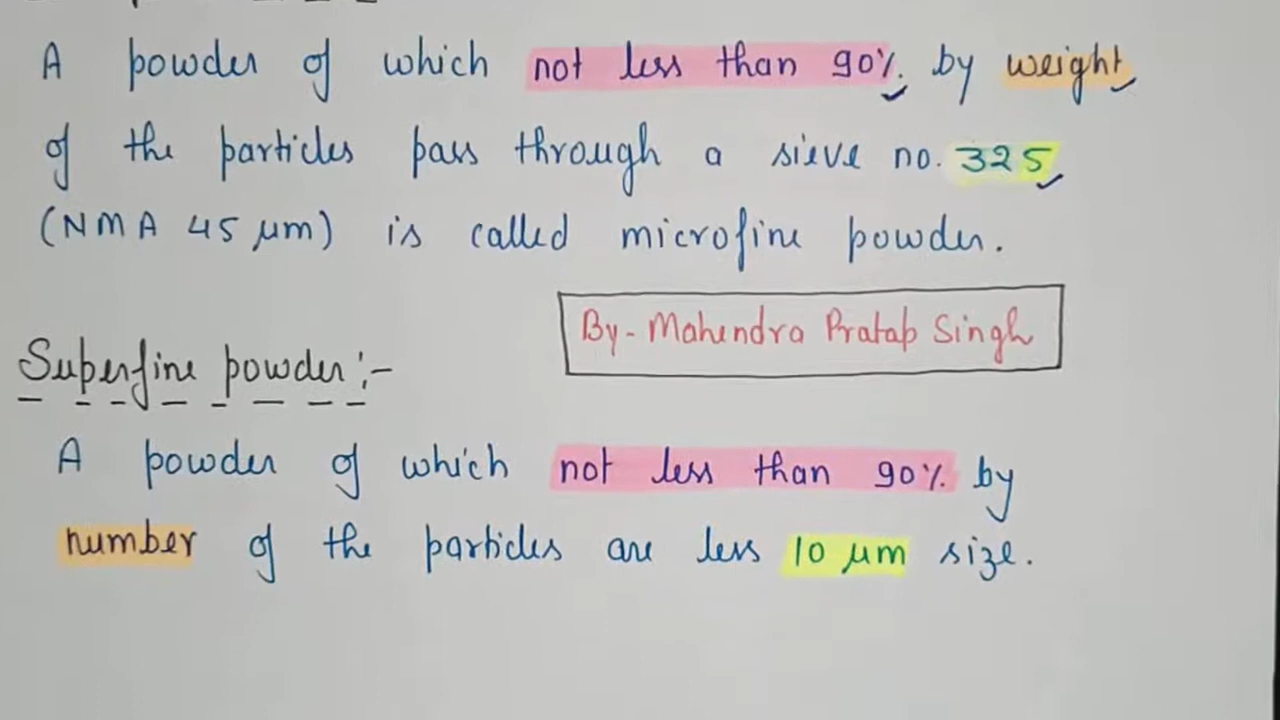 A powder of which not less than 90% by weight
of the particles pass through a sieve no. 325
(NMA 45 μm) is called microfine powder.
By- Mahendra Pratap Singh
Superfine powder :-
A powder of which not less than 90% by
number of the particles are less 10 μm size.